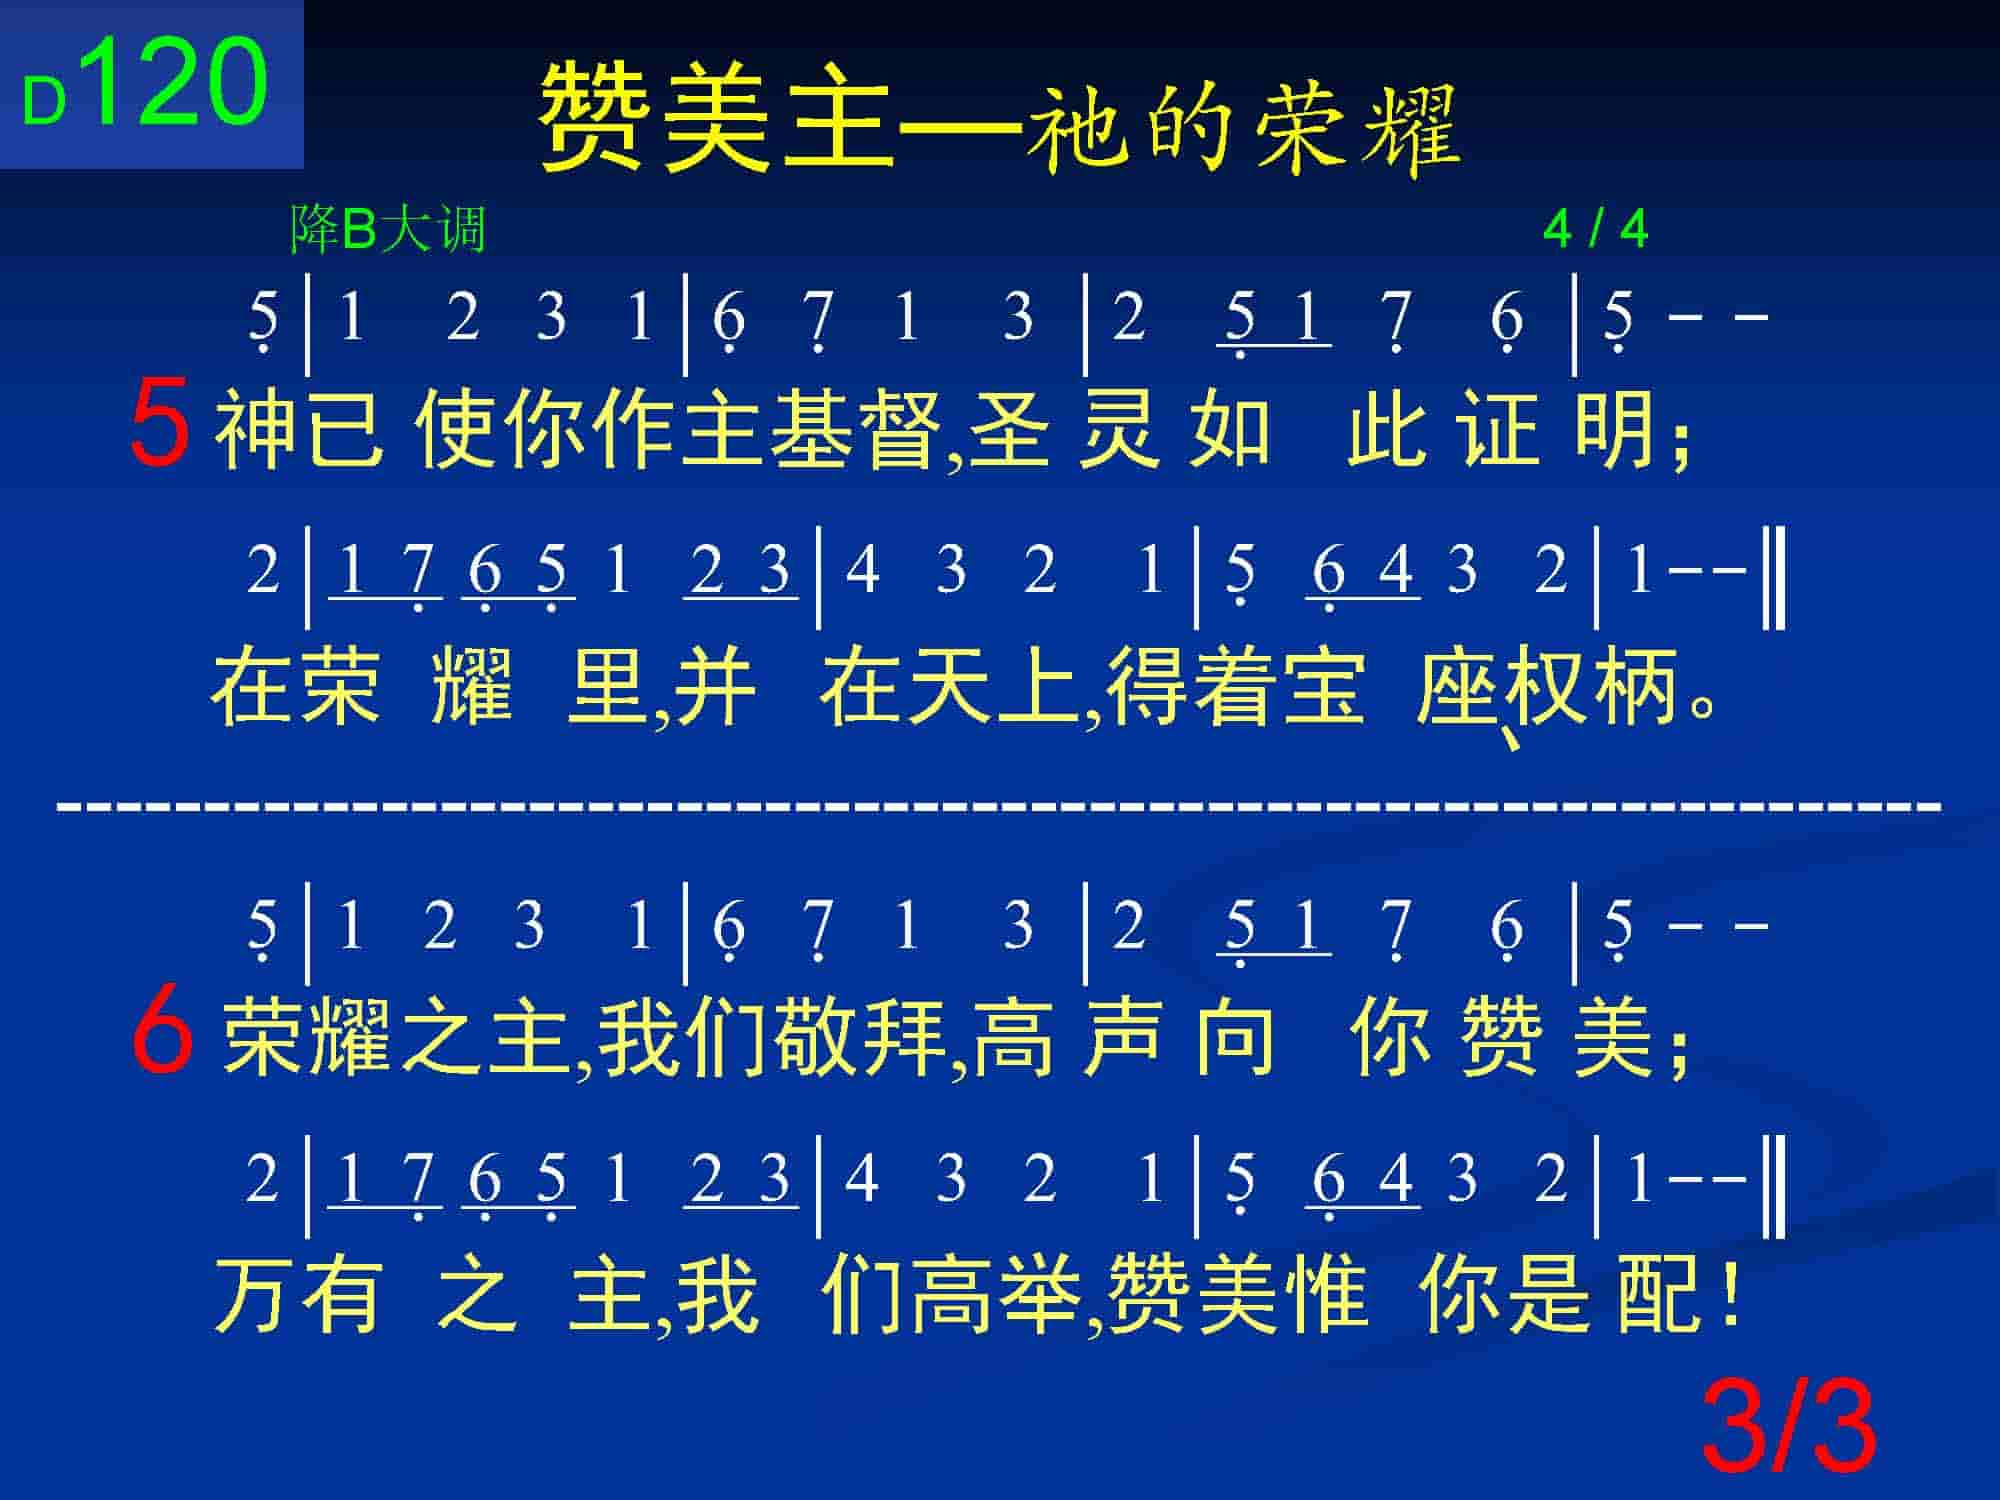 D120
赞美主—祂的荣耀
降B大调 4 / 4
5̣ | 1 2 3 1 | 6̣ 7̣ 1 3 | 2 5̣ 1 7̣ 6̣ | 5̣ - -
5 神已使你作主基督,圣灵如此证明;
2 | 1 7̣ 6̣ 5̣ 1 2 3 | 4 3 2 1 | 5̣ 6̣ 4 3 2 | 1 - - ‖
在荣耀里,并在天上,得着宝座、权柄。
5̣ | 1 2 3 1 | 6̣ 7̣ 1 3 | 2 5̣ 1 7̣ 6̣ | 5̣ - -
6 荣耀之主,我们敬拜,高声向你赞美;
2 | 1 7̣ 6̣ 5̣ 1 2 3 | 4 3 2 1 | 5̣ 6̣ 4 3 2 | 1 - - ‖
万有之主,我们高举,赞美惟你是配!
3/3